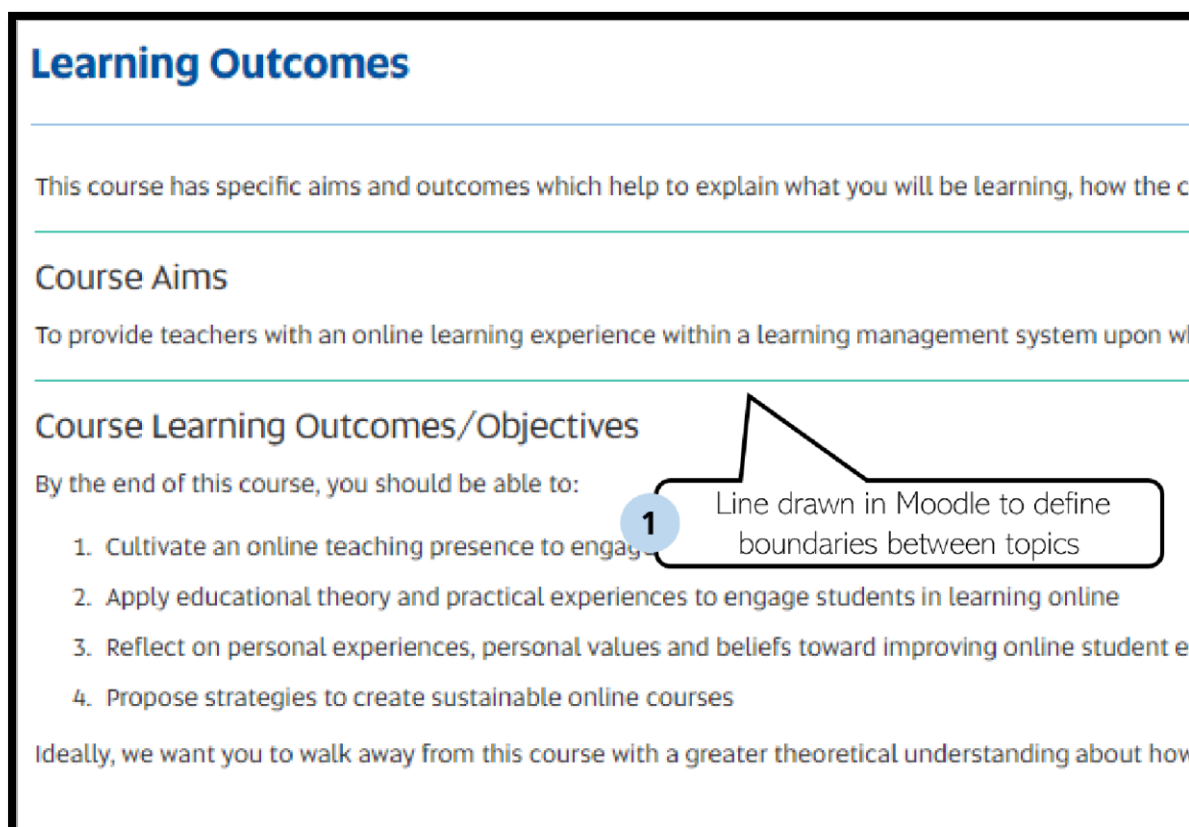 Learning Outcomes
This course has specific aims and outcomes which help to explain what you will be learning, how the c
Course Aims
To provide teachers with an online learning experience within a learning management system upon wh
Course Learning Outcomes/Objectives
By the end of this course, you should be able to:
1. Cultivate an online teaching presence to engag
1
Line drawn in Moodle to define
boundaries between topics
2. Apply educational theory and practical experiences to engage students in learning online
3. Reflect on personal experiences, personal values and beliefs toward improving online student e
4. Propose strategies to create sustainable online courses
Ideally, we want you to walk away from this course with a greater theoretical understanding about how